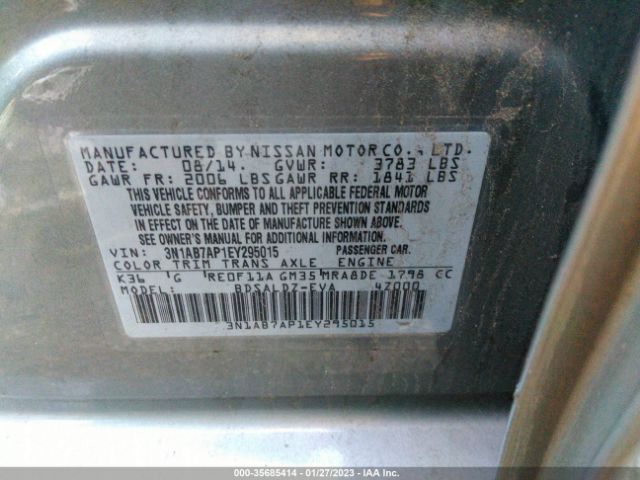 MANUFACTURED BY NISSAN MOTOR CO., LTD.
DATE: 08/14. GVWR: 3783 LBS
GAWR FR: 2006 LBS GAWR RR: 1841 LBS
THIS VEHICLE CONFORMS TO ALL APPLICABLE FEDERAL MOTOR
VEHICLE SAFETY, BUMPER AND THEFT PREVENTION STANDARDS
IN EFFECT ON THE DATE OF MANUFACTURE SHOWN ABOVE.
SEE OWNER'S MANUAL FOR ADDITIONAL INFORMATION.
VIN: 3N1AB7AP1EY295015 PASSENGER CAR.
COLOR TRIM TRANS AXLE ENGINE
K36 'G 'RE0F11A GM35'MRA8DE 1798 CC
MODEL: BDSALDZ-EVA 4Z000
3N1AB7AP1EY295015
000-35685414 - 01/27/2023 - IAA Inc.